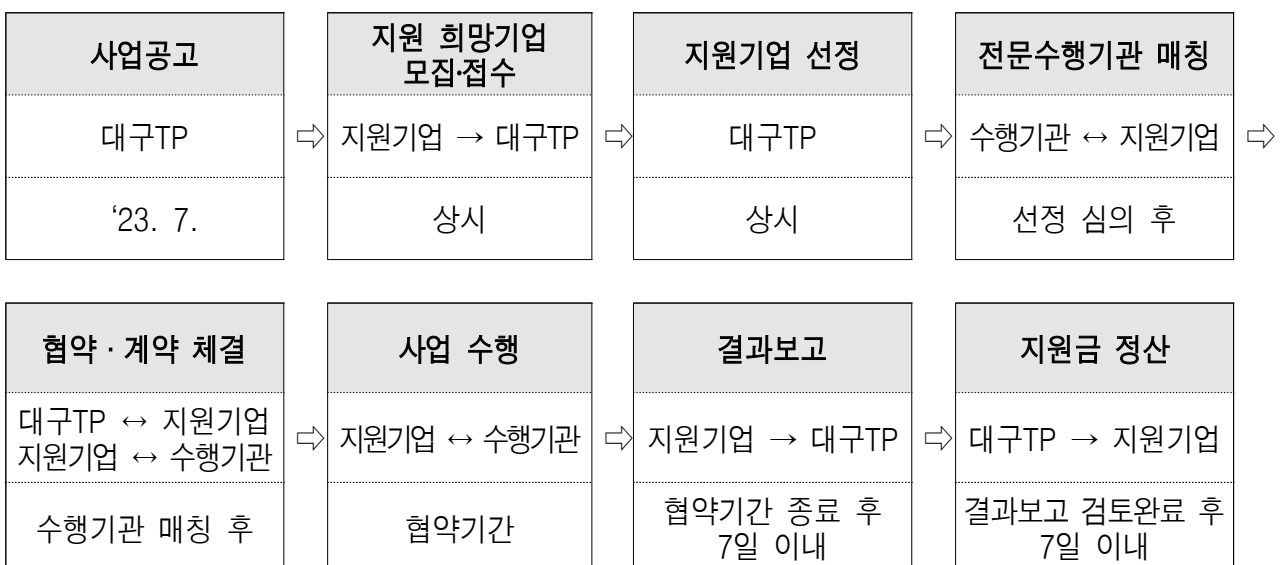 사업공고
지원 희망기업
모집·접수
지원기업 선정
전문수행기관 매칭
대구TP
⇨
지원기업 → 대구TP
⇨
대구TP
⇨
수행기관 ↔ 지원기업
⇨
‘23. 7.
상시
상시
선정 심의 후
협약 · 계약 체결
사업 수행
결과보고
지원금 정산
대구TP ↔ 지원기업
지원기업 ↔ 수행기관
⇨
지원기업 ↔ 수행기관
⇨
지원기업 → 대구TP
⇨
대구TP → 지원기업
수행기관 매칭 후
협약기간
협약기간 종료 후
7일 이내
결과보고 검토완료 후
7일 이내